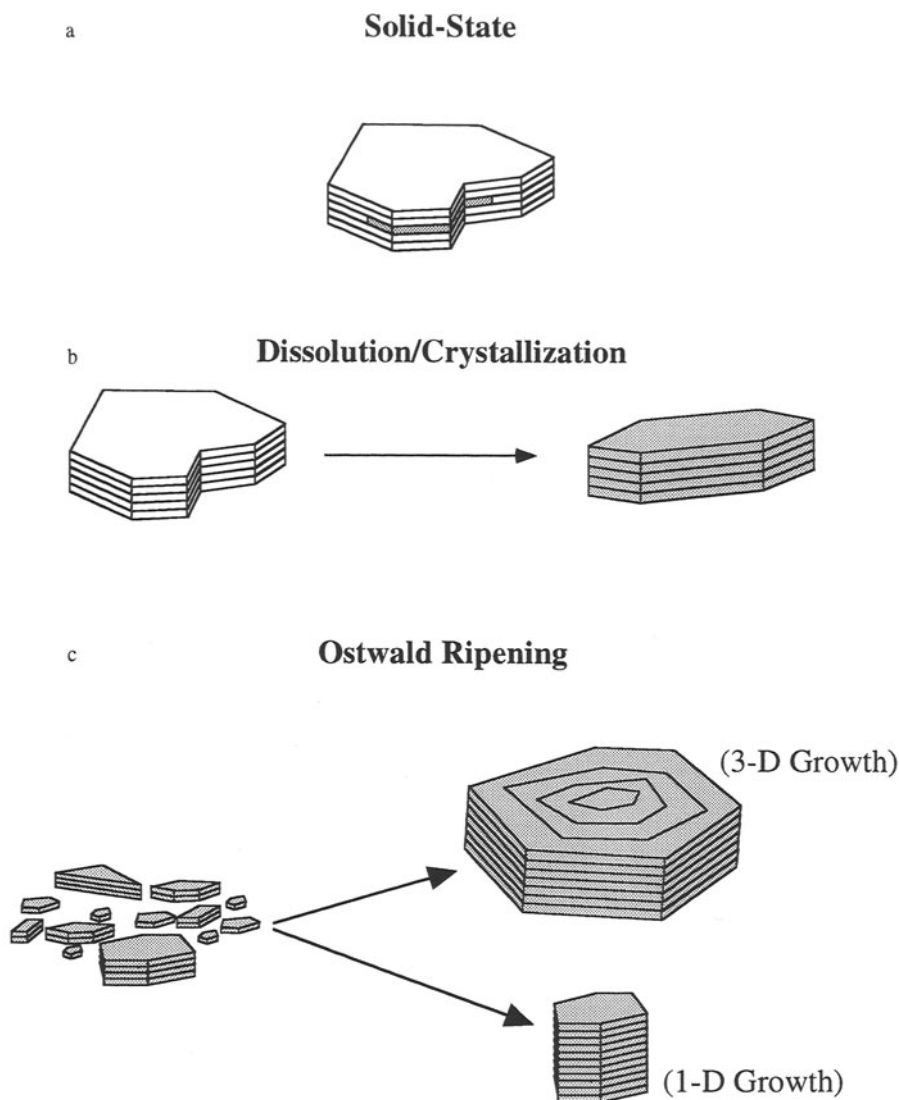 a
Solid-State
b
Dissolution/Crystallization
c
Ostwald Ripening
(3-D Growth)
(1-D Growth)